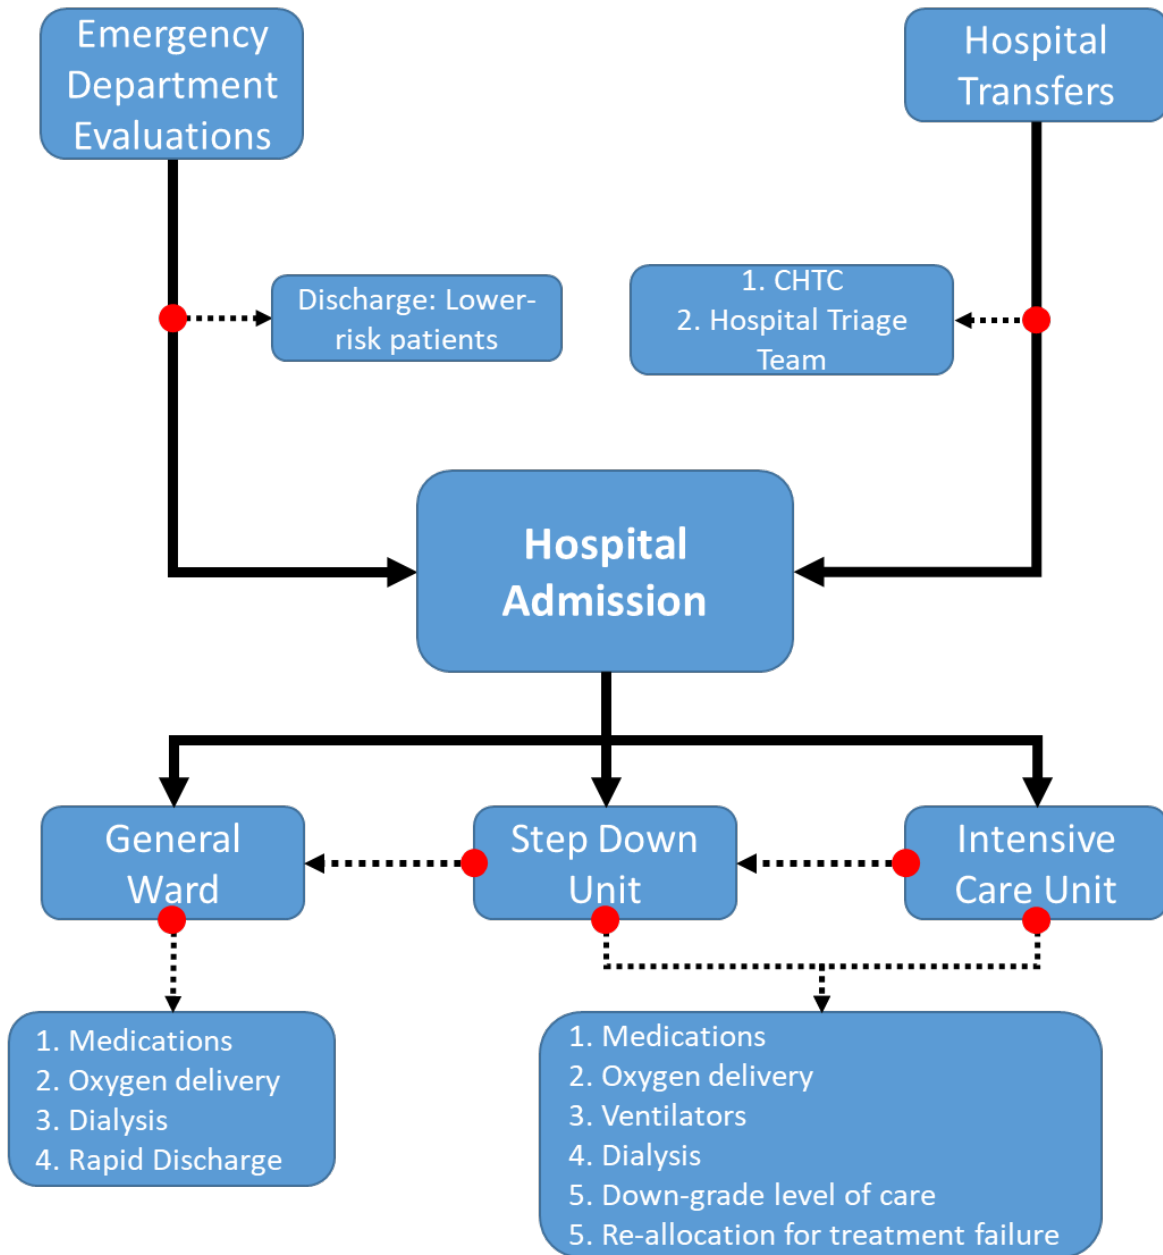 Emergency
Department
Evaluations
Hospital
Transfers
Discharge: Lower-
risk patients
1. CHTC
2. Hospital Triage
Team
Hospital
Admission
General
Ward
Step Down
Unit
Intensive
Care Unit
1. Medications
2. Oxygen delivery
3. Dialysis
4. Rapid Discharge
1. Medications
2. Oxygen delivery
3. Ventilators
4. Dialysis
5. Down-grade level of care
5. Re-allocation for treatment failure